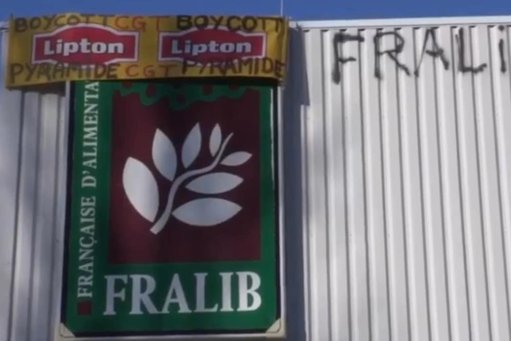 BOYCOTT CGT BOYCOTT
Lipton Lipton
PYRAMIDE CGT PYRAMIDE
FRALi
FRANÇAISE D'ALIMENTA
FRALIB